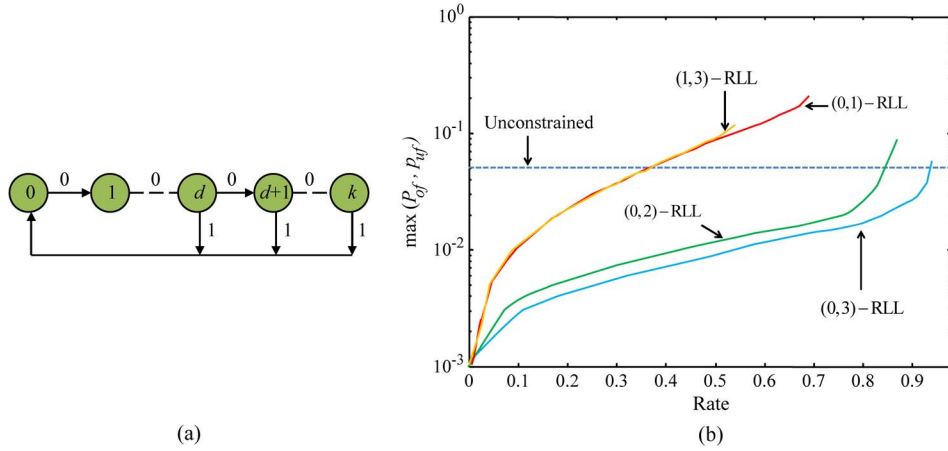 0
0
0
1
0
d
0
d+1
0
k
1
1
1
(a)
max (P_of , P_uf)
10^0
10^-1
10^-2
10^-3
Unconstrained
(1,3)−RLL
(0,1)−RLL
(0,2)−RLL
(0,3)−RLL
0 0.1 0.2 0.3 0.4 0.5 0.6 0.7 0.8 0.9
Rate
(b)